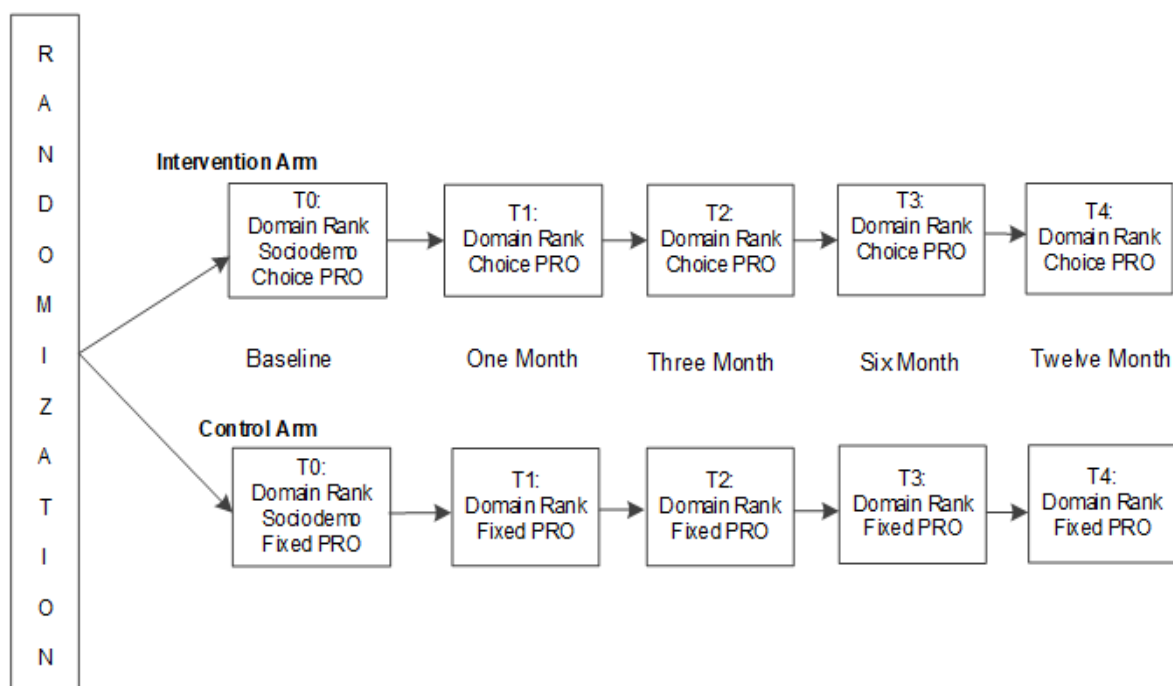 R
A
N
D
O
M
I
Z
A
T
I
O
N
Intervention Arm
T0:
Domain Rank
Sociodemo
Choice PRO
T1:
Domain Rank
Choice PRO
T2:
Domain Rank
Choice PRO
T3:
Domain Rank
Choice PRO
T4:
Domain Rank
Choice PRO
Baseline
One Month
Three Month
Six Month
Twelve Month
Control Arm
T0:
Domain Rank
Sociodemo
Fixed PRO
T1:
Domain Rank
Fixed PRO
T2:
Domain Rank
Fixed PRO
T3:
Domain Rank
Fixed PRO
T4:
Domain Rank
Fixed PRO